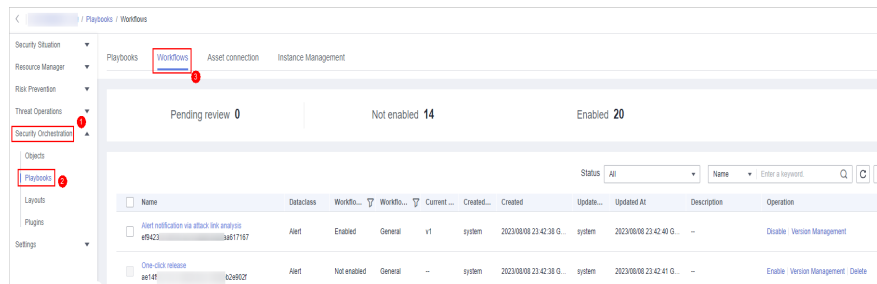 / Playbooks / Workflows
Security Situation
Resource Manager
Risk Prevention
Threat Operations
1
Security Orchestration
Objects
Playbooks 2
Layouts
Plugins
Settings
Playbooks Workflows Asset connection Instance Management
3
Pending review 0 Not enabled 14 Enabled 20
Status All Name Enter a keyword.
Name Dataclass Workflo... Workflo... Current ... Created... Created Update... Updated At Description Operation
Alert notification via attack link analysis
ef9423 aa617167
Alert Enabled General v1 system 2023/08/08 23:42:38 G... system 2023/08/08 23:42:40 G... -- Disable Version Management
One-click release
ae14f b2e902f
Alert Not enabled General -- system 2023/08/08 23:42:38 G... system 2023/08/08 23:42:41 G... -- Enable Version Management Delete